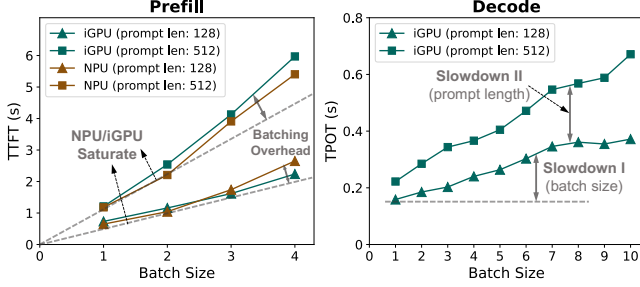 Prefill
iGPU (prompt len: 128)
iGPU (prompt len: 512)
NPU (prompt len: 128)
NPU (prompt len: 512)
NPU/iGPU
Saturate
Batching
Overhead
TTFT (s)
6
5
4
3
2
1
0
0
1
2
3
4
Batch Size
Decode
iGPU (prompt len: 128)
iGPU (prompt len: 512)
Slowdown II
(prompt length)
Slowdown I
(batch size)
TPOT (s)
0.8
0.6
0.4
0.2
0.0
1
2
3
4
5
6
7
8
9
10
Batch Size